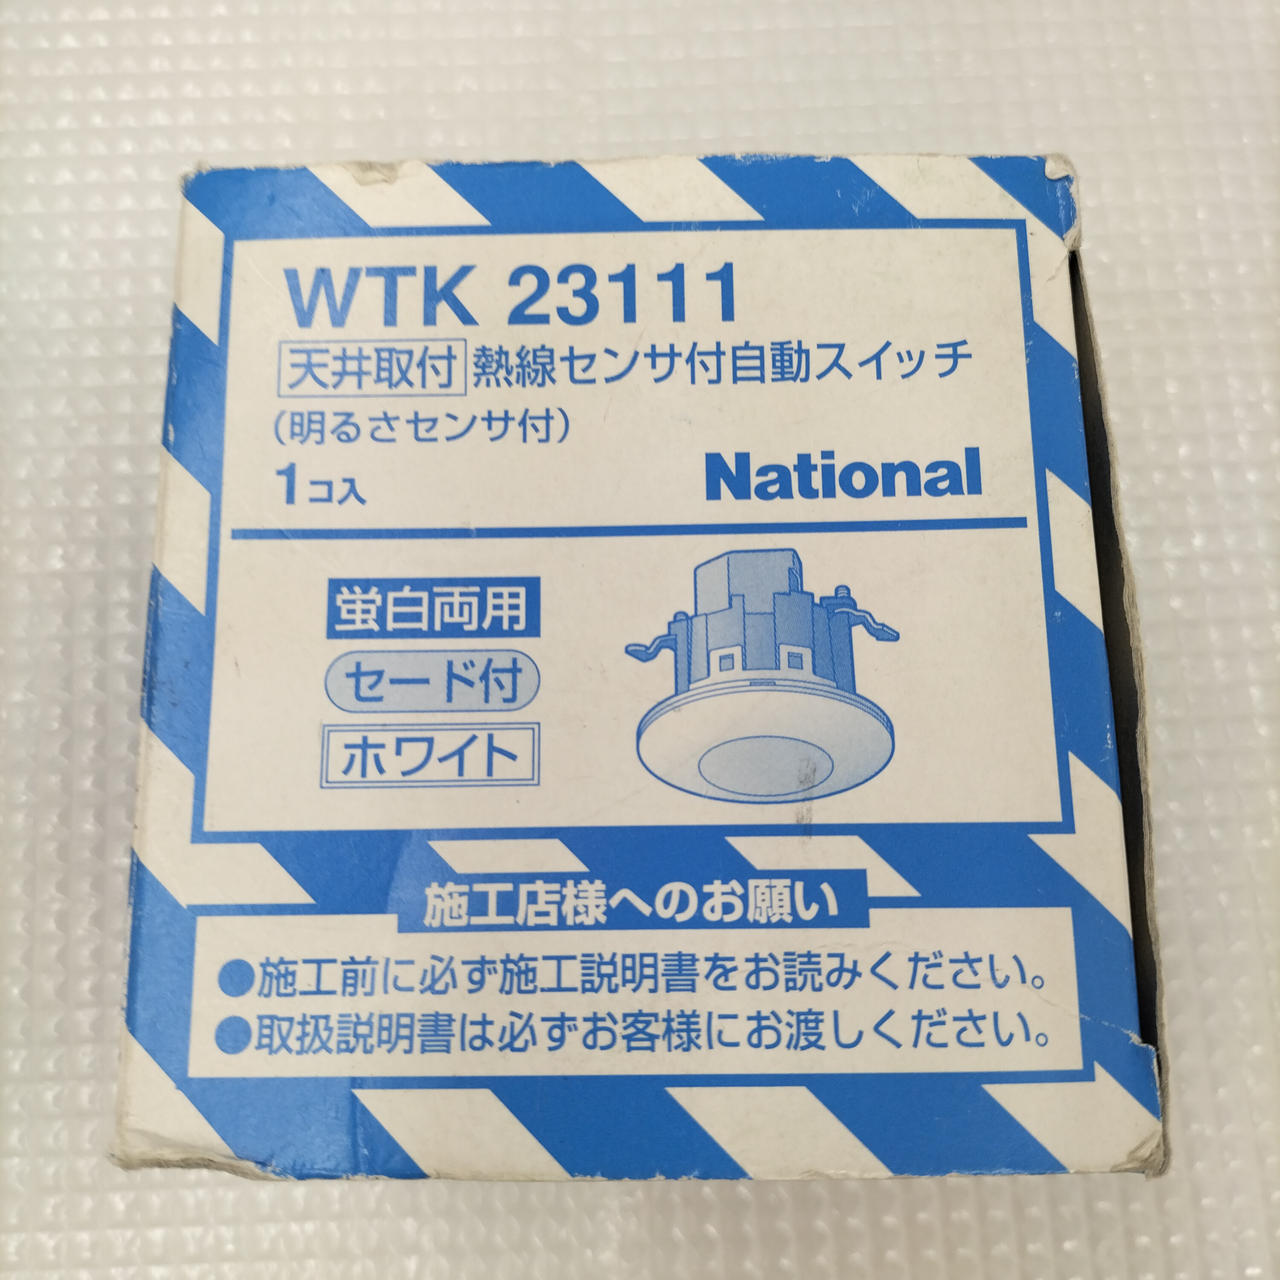 WTK 23111
天井取付 熱線センサ付自動スイッチ
(明るさセンサ付)
1コ入
National
蛍白両用
セード付
ホワイト
施工店様へのお願い
●施工前に必ず施工説明書をお読みください。
●取扱説明書は必ずお客様にお渡しください。